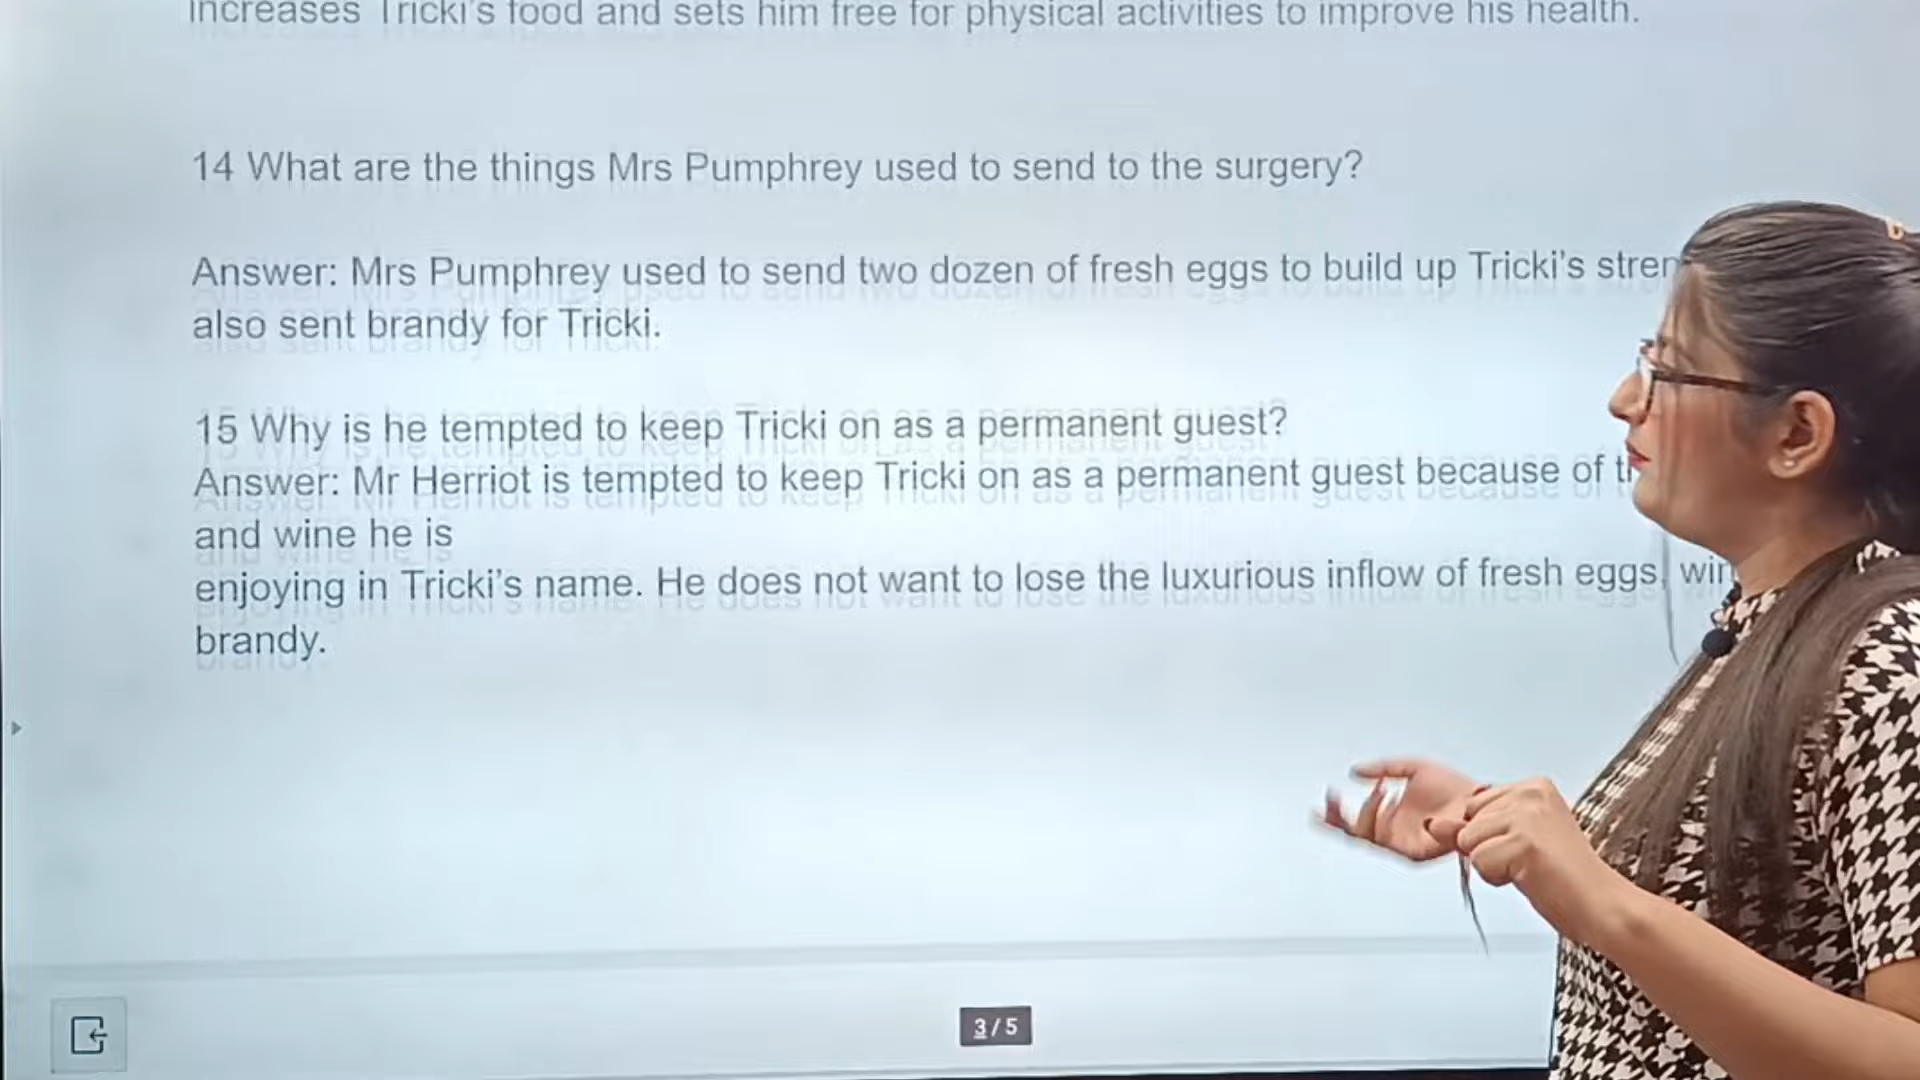 increases Tricki's food and sets him free for physical activities to improve his health.
14 What are the things Mrs Pumphrey used to send to the surgery?
Answer: Mrs Pumphrey used to send two dozen of fresh eggs to build up Tricki's
also sent brandy for Tricki.
15 Why is he tempted to keep Tricki on as a permanent guest?
Answer: Mr Herriot is tempted to keep Tricki on as a permanent guest because of
and wine he is
enjoying in Tricki's name. He does not want to lose the luxurious inflow of fresh eggs,
brandy.
3 / 5